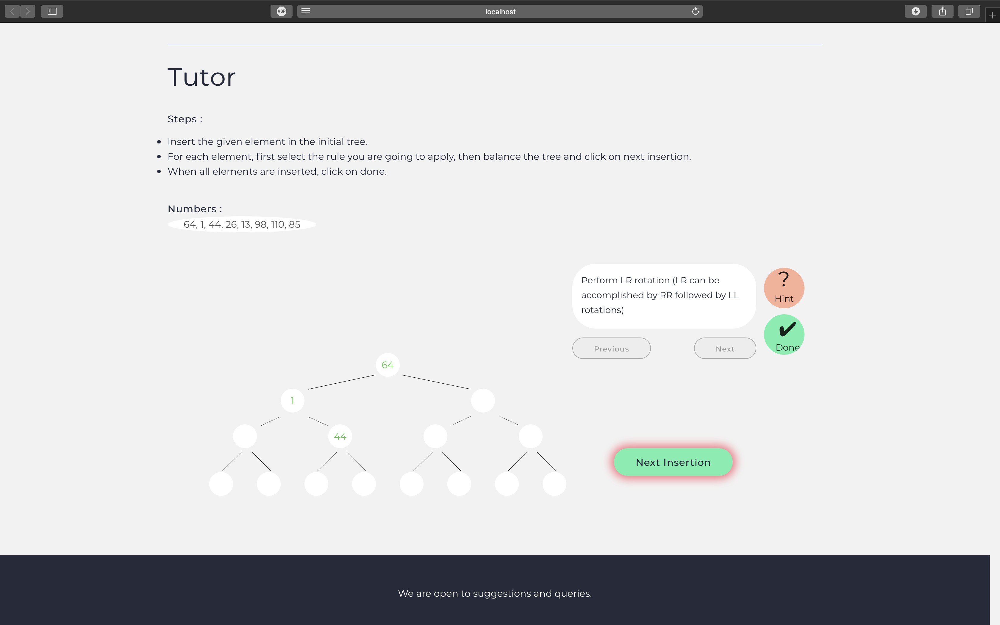 ABP
localhost
Tutor
Steps :
Insert the given element in the initial tree.
For each element, first select the rule you are going to apply, then balance the tree and click on next insertion.
When all elements are inserted, click on done.
Numbers :
64, 1, 44, 26, 13, 98, 110, 85
Perform LR rotation (LR can be
accomplished by RR followed by LL
rotations)
?
Hint
Done
Previous
Next
64
1
44
Next Insertion
We are open to suggestions and queries.